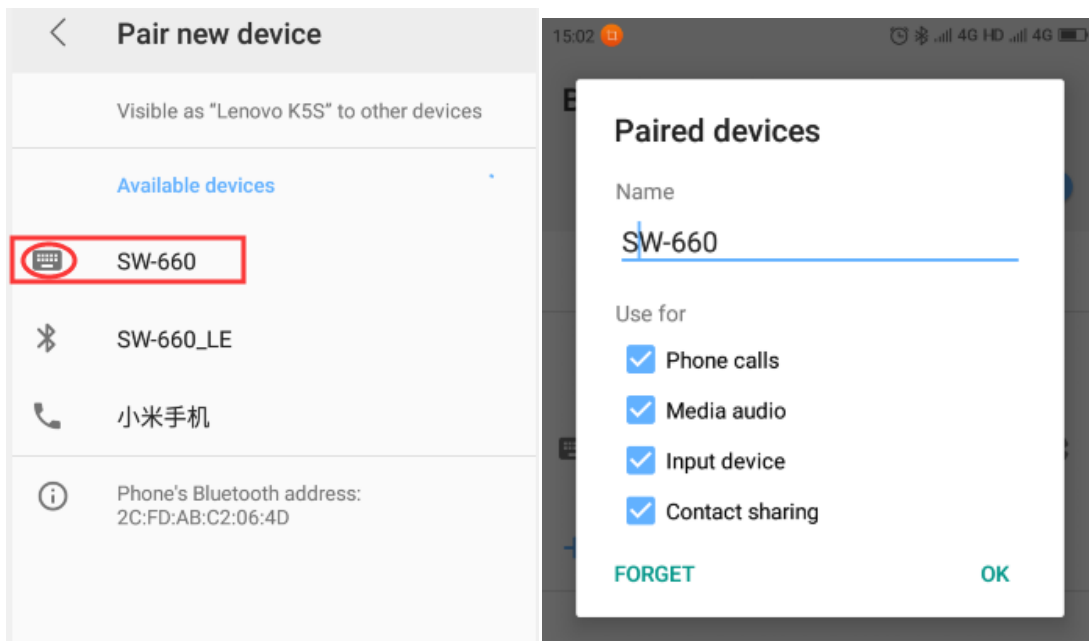 Pair new device
Visible as "Lenovo K5S" to other devices
Available devices
SW-660
SW-660_LE
小米手机
Phone's Bluetooth address:
2C:FD:AB:C2:06:4D
15:02
4G HD 4G
Paired devices
Name
SW-660
Use for
Phone calls
Media audio
Input device
Contact sharing
FORGET OK